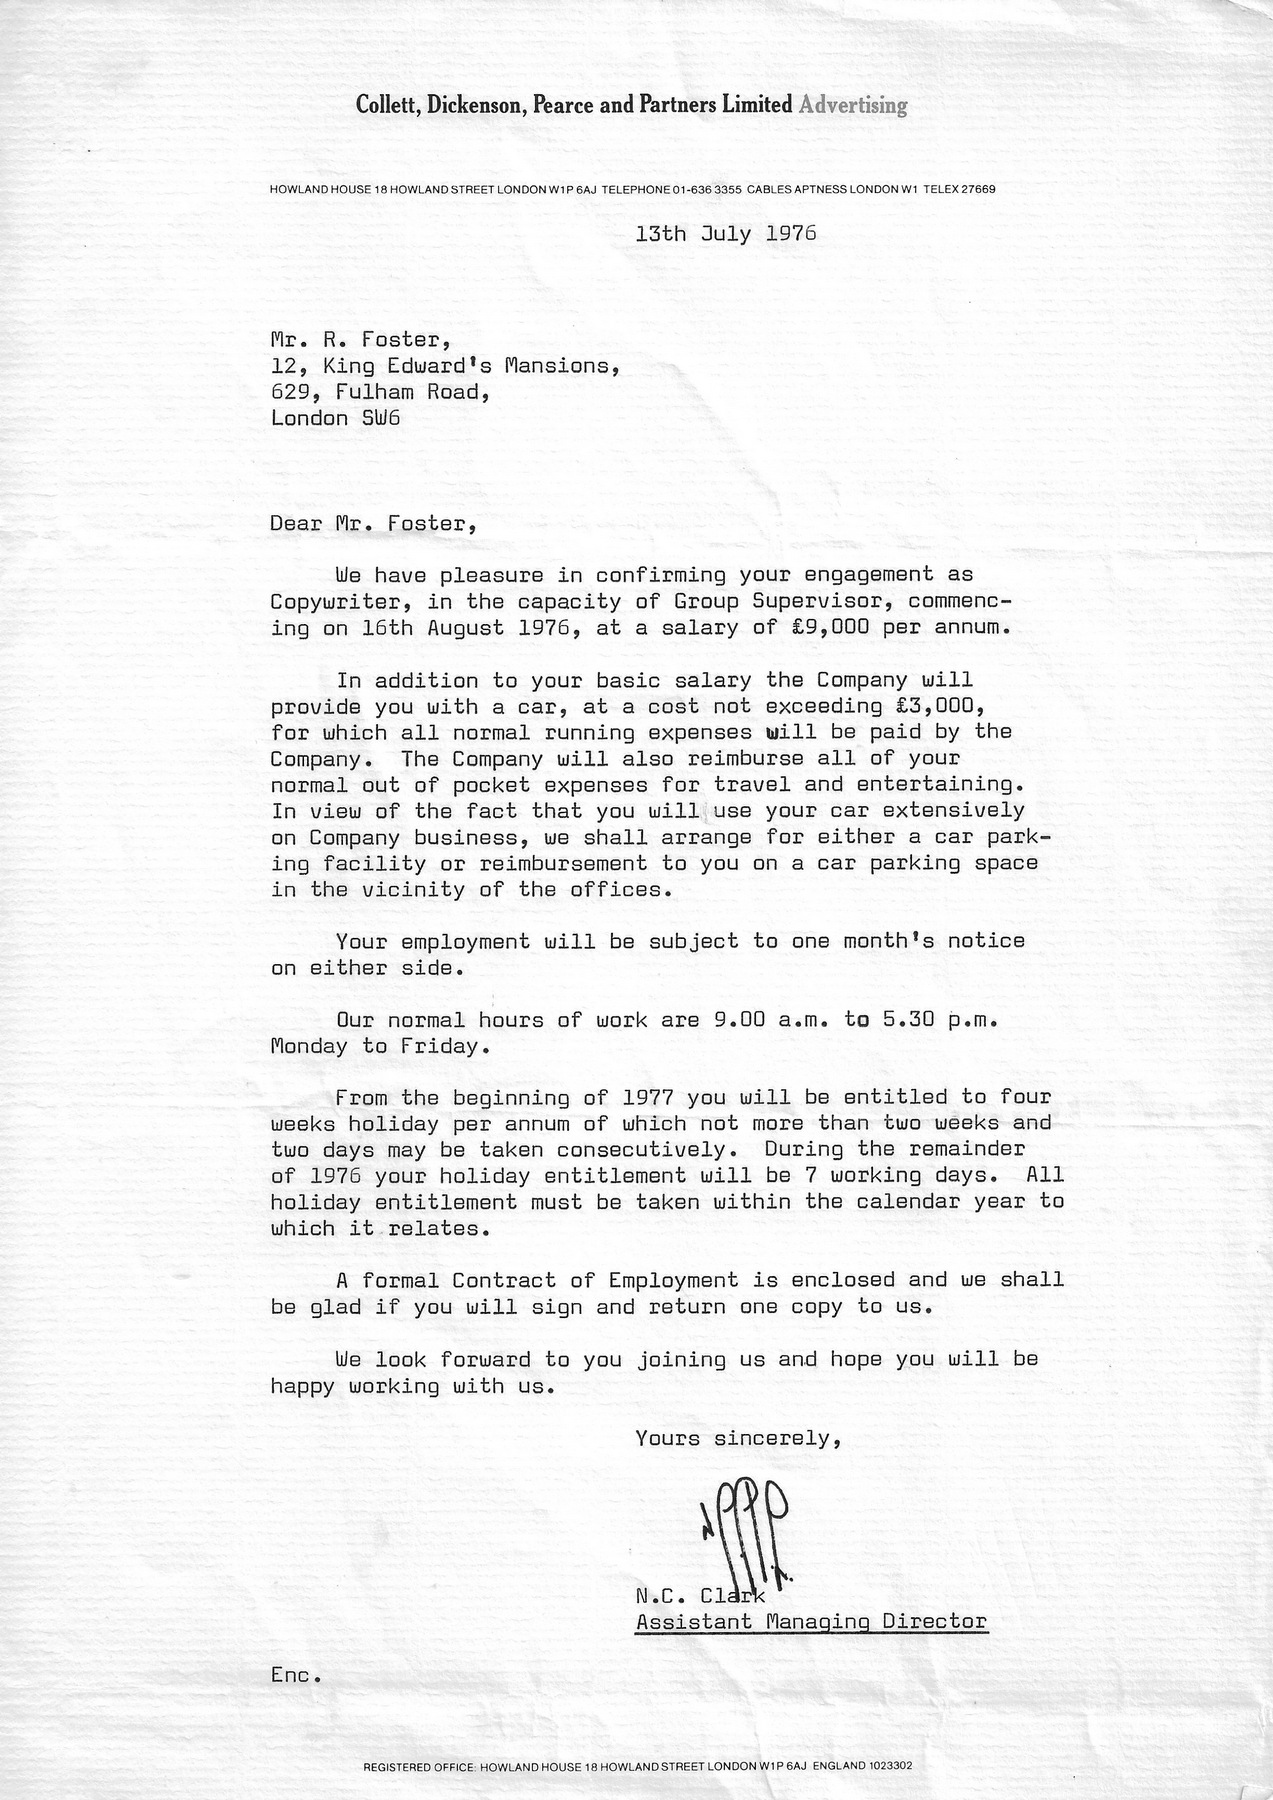 Collett, Dickenson, Pearce and Partners Limited Advertising
HOWLAND HOUSE 18 HOWLAND STREET LONDON W1P 6AJ TELEPHONE 01-636 3355 CABLES APTNESS LONDON W1 TELEX 27669
13th July 1976
Mr. R. Foster,
12, King Edward's Mansions,
629, Fulham Road,
London SW6
Dear Mr. Foster,
We have pleasure in confirming your engagement as
Copywriter, in the capacity of Group Supervisor, commenc-
ing on 16th August 1976, at a salary of £9,000 per annum.
In addition to your basic salary the Company will
provide you with a car, at a cost not exceeding £3,000,
for which all normal running expenses will be paid by the
Company. The Company will also reimburse all of your
normal out of pocket expenses for travel and entertaining.
In view of the fact that you will use your car extensively
on Company business, we shall arrange for either a car park-
ing facility or reimbursement to you on a car parking space
in the vicinity of the offices.
Your employment will be subject to one month's notice
on either side.
Our normal hours of work are 9.00 a.m. to 5.30 p.m.
Monday to Friday.
From the beginning of 1977 you will be entitled to four
weeks holiday per annum of which not more than two weeks and
two days may be taken consecutively. During the remainder
of 1976 your holiday entitlement will be 7 working days. All
holiday entitlement must be taken within the calendar year to
which it relates.
A formal Contract of Employment is enclosed and we shall
be glad if you will sign and return one copy to us.
We look forward to you joining us and hope you will be
happy working with us.
Yours sincerely,
N.C. Clark
Assistant Managing Director
Enc.
REGISTERED OFFICE: HOWLAND HOUSE 18 HOWLAND STREET LONDON W1P 6AJ ENGLAND 1023302